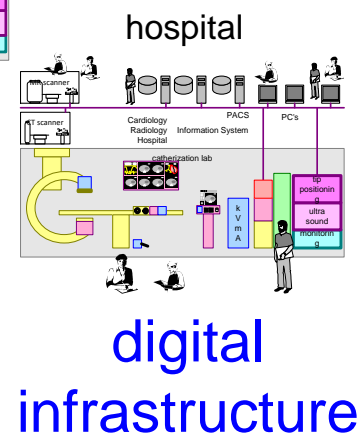 hospital
MR scanner
CT scanner
Cardiology
Radiology
Hospital
PACS
Information System
PC's
catherization lab
k
V
m
A
tip
positionin
g
ultra
sound
monitorin
g
digital
infrastructure